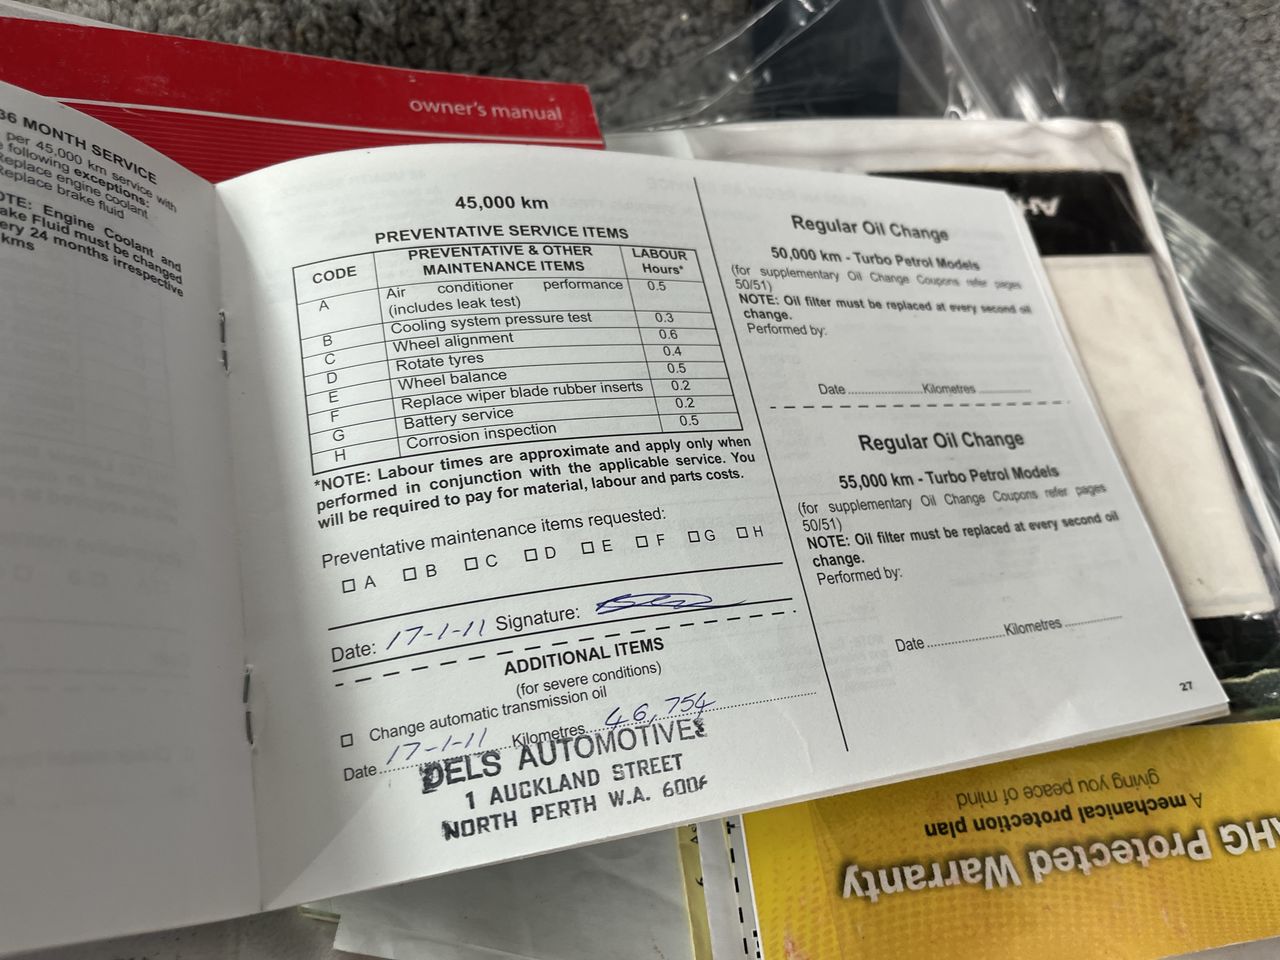 owner's manual
36 MONTH SERVICE
per 45,000 km service with
following exceptions:
Replace engine coolant
Replace brake fluid
NOTE: Engine Coolant and
Brake Fluid must be changed
every 24 months irrespective
kms
45,000 km
PREVENTATIVE SERVICE ITEMS
CODE PREVENTATIVE & OTHER MAINTENANCE ITEMS LABOUR Hours*
A Air conditioner performance (includes leak test) 0.5
B Cooling system pressure test 0.3
C Wheel alignment 0.6
D Rotate tyres 0.4
E Wheel balance 0.5
F Replace wiper blade rubber inserts 0.2
G Battery service 0.2
H Corrosion inspection 0.5
*NOTE: Labour times are approximate and apply only when
performed in conjunction with the applicable service. You
will be required to pay for material, labour and parts costs.
Preventative maintenance items requested:
☐ A ☐ B ☐ C ☐ D ☐ E ☐ F ☐ G ☐ H
Date: 17-1-11 Signature:
ADDITIONAL ITEMS
(for severe conditions)
☐ Change automatic transmission oil
Date 17-1-11 Kilometres 46,754
DELS AUTOMOTIVE
1 AUCKLAND STREET
NORTH PERTH W.A. 6006
Regular Oil Change
50,000 km - Turbo Petrol Models
(for supplementary Oil Change Coupons refer pages
50/51)
NOTE: Oil filter must be replaced at every second oil
change.
Performed by:
Date Kilometres
Regular Oil Change
55,000 km - Turbo Petrol Models
(for supplementary Oil Change Coupons refer pages
50/51)
NOTE: Oil filter must be replaced at every second oil
change.
Performed by:
Date Kilometres
27
AHG Protected Warranty
A mechanical protection plan
giving you peace of mind